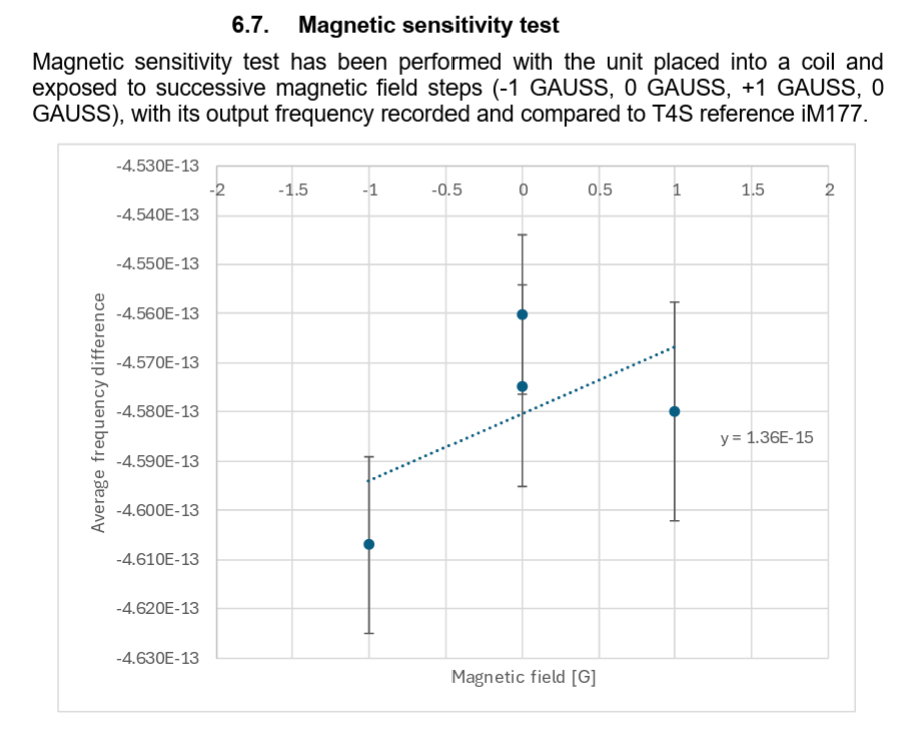 6.7. Magnetic sensitivity test
Magnetic sensitivity test has been performed with the unit placed into a coil and
exposed to successive magnetic field steps (-1 GAUSS, 0 GAUSS, +1 GAUSS, 0
GAUSS), with its output frequency recorded and compared to T4S reference iM177.
-4.530E-13
-2 -1.5 -1 -0.5 0 0.5 1 1.5 2
-4.540E-13
-4.550E-13
-4.560E-13
-4.570E-13
-4.580E-13
y = 1.36E-15
-4.590E-13
-4.600E-13
-4.610E-13
-4.620E-13
-4.630E-13
Average frequency difference
Magnetic field [G]